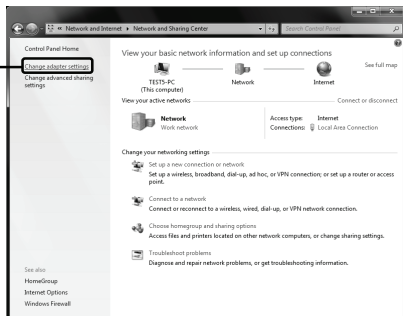 « Network and Internet ▸ Network and Sharing Center
Search Control Panel
Control Panel Home
Change adapter settings
Change advanced sharing
settings
View your basic network information and set up connections
See full map
TEST5-PC
(This computer)
Network
Internet
View your active networks
Connect or disconnect
Network
Work network
Access type: Internet
Connections: Local Area Connection
Change your networking settings
Set up a new connection or network
Set up a wireless, broadband, dial-up, ad hoc, or VPN connection; or set up a router or access
point.
Connect to a network
Connect or reconnect to a wireless, wired, dial-up, or VPN network connection.
Choose homegroup and sharing options
Access files and printers located on other network computers, or change sharing settings.
Troubleshoot problems
Diagnose and repair network problems, or get troubleshooting information.
See also
HomeGroup
Internet Options
Windows Firewall